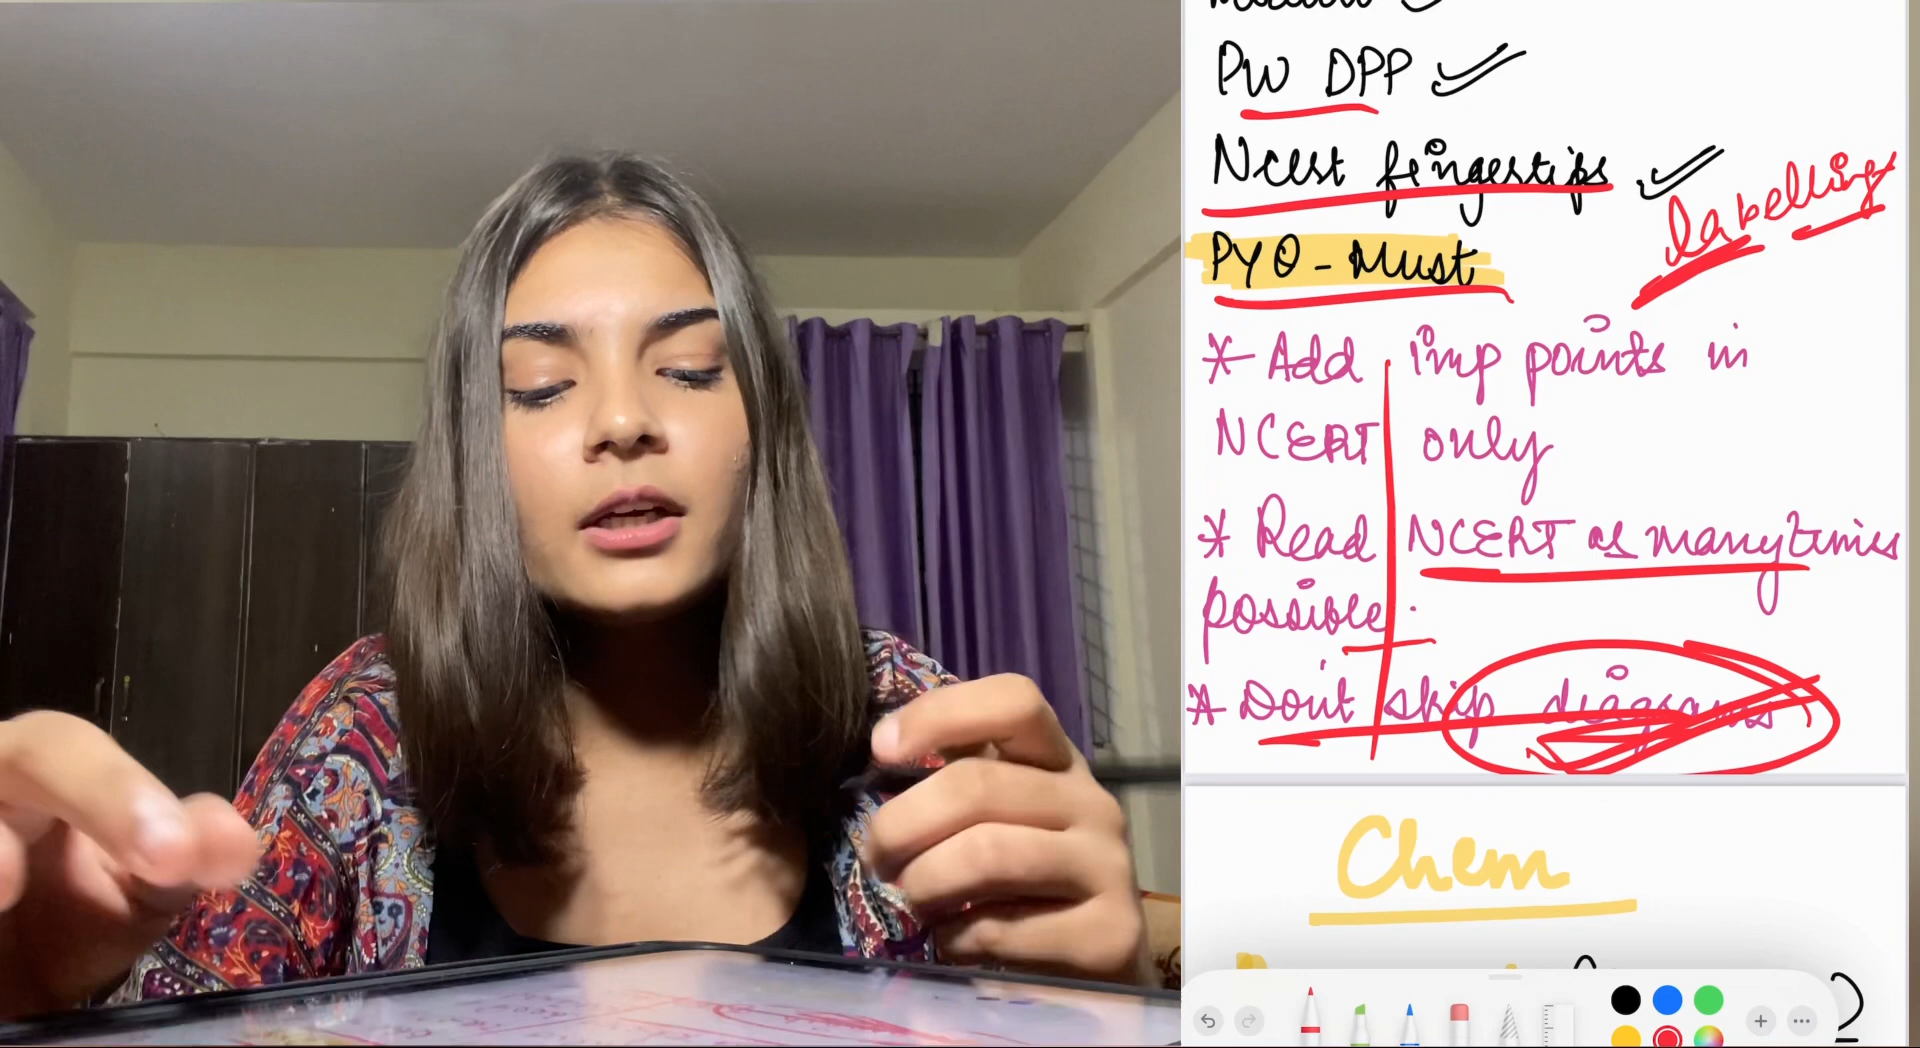 PW DPP
Ncert fingertips
labelling
PYQ - Must
* Add imp points in
NCERT only
* Read NCERT as many times
possible.
* Don't skip diagrams
Chem
2